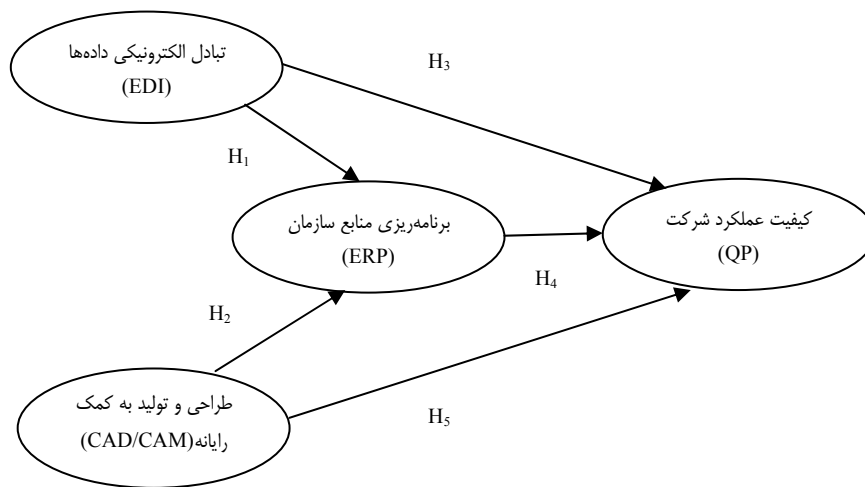 تبادل الکترونیکی داده‌ها
(EDI)
H3
H1
برنامه‌ریزی منابع سازمان
(ERP)
کیفیت عملکرد شرکت
(QP)
H4
H2
طراحی و تولید به کمک
رایانه(CAD/CAM)
H5